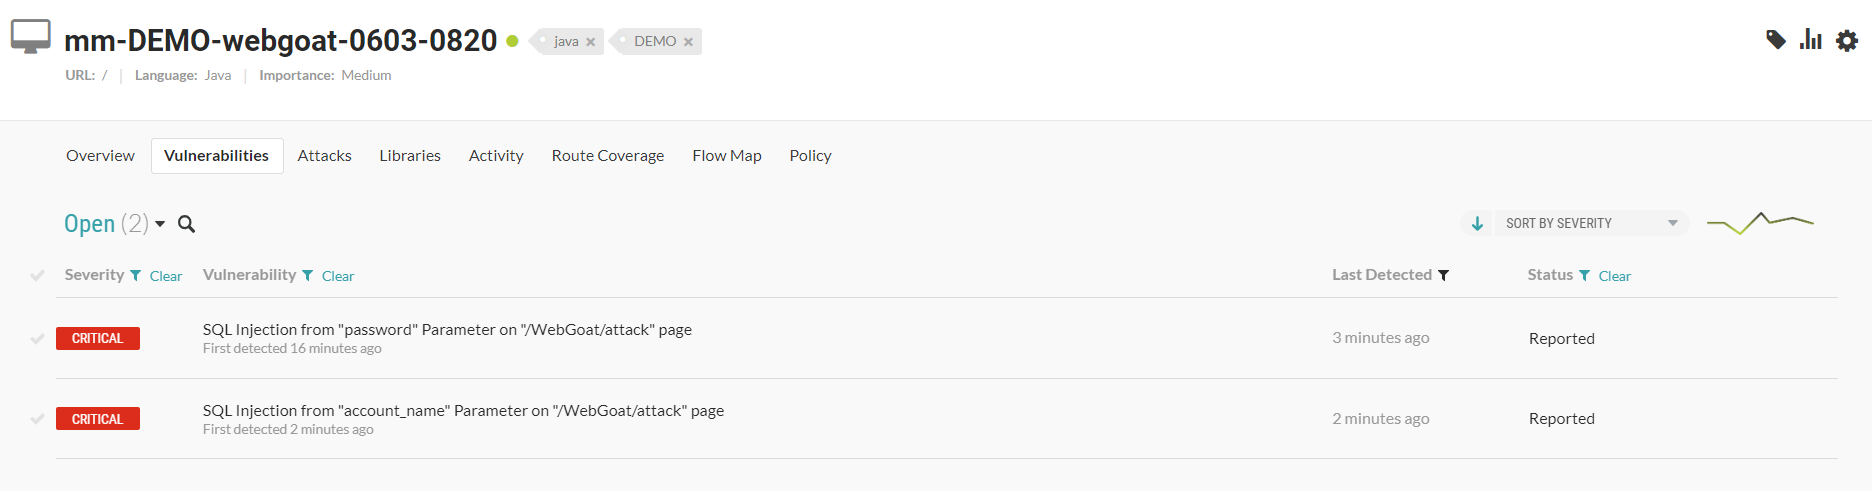 mm-DEMO-webgoat-0603-0820 java × DEMO ×
URL: / | Language: Java | Importance: Medium
Overview Vulnerabilities Attacks Libraries Activity Route Coverage Flow Map Policy
Open (2) SORT BY SEVERITY
Severity Clear Vulnerability Clear Last Detected Status Clear
CRITICAL SQL Injection from "password" Parameter on "/WebGoat/attack" page 3 minutes ago Reported
First detected 16 minutes ago
CRITICAL SQL Injection from "account_name" Parameter on "/WebGoat/attack" page 2 minutes ago Reported
First detected 2 minutes ago